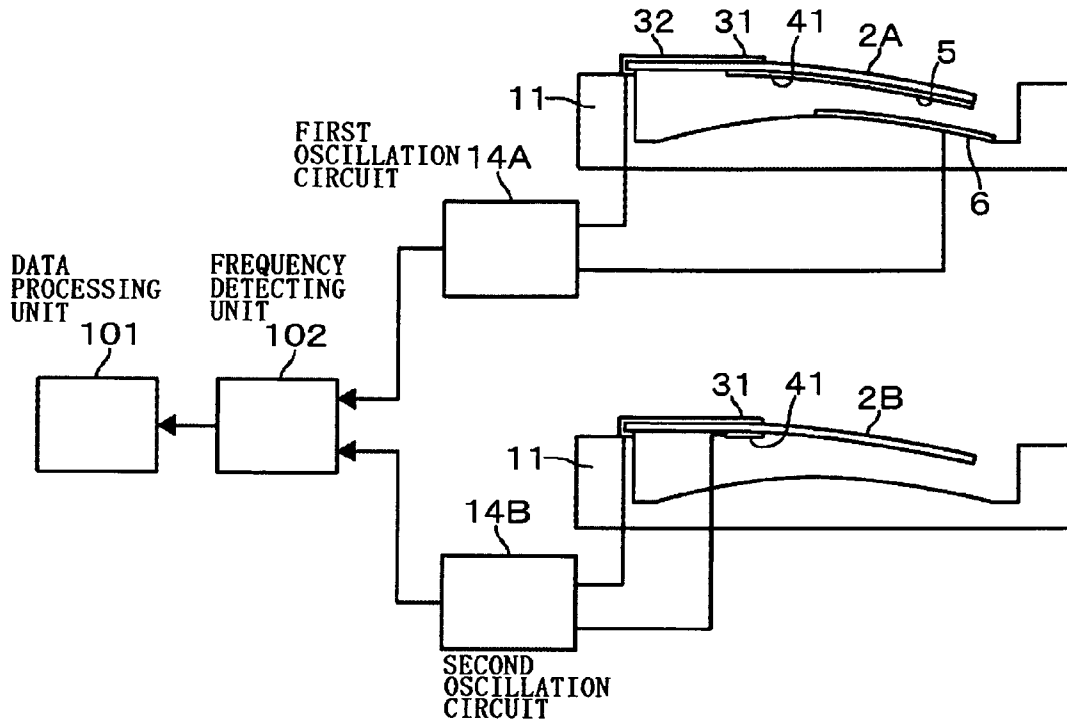 32 31 41 2A 5
11
FIRST
OSCILLATION
CIRCUIT
14A
6
DATA
PROCESSING
UNIT
101
FREQUENCY
DETECTING
UNIT
102
31 41 2B
11
14B
SECOND
OSCILLATION
CIRCUIT